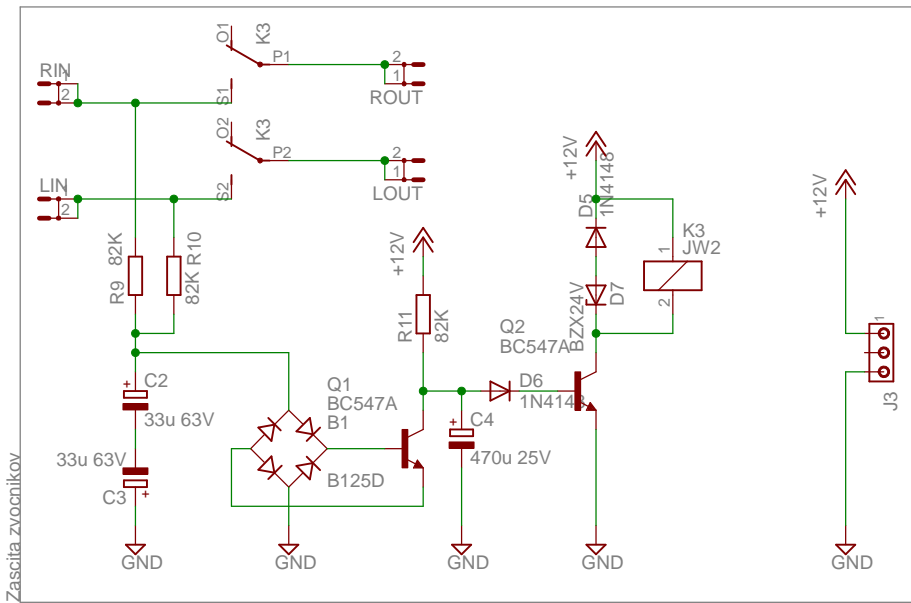 O1
K3
P1
2
1
ROUT
S1
RIN
1
2
O2
K3
P2
2
1
LOUT
S2
LIN
1
2
+12V
D5
1N4148
+12V
K3
JW2
1
2
82K
R9
R10
82K
+12V
R11
82K
D7
BZX24V
Q2
BC547A
1
J3
C2
33u 63V
Q1
BC547A
B1
D6
1N4148
C4
470u 25V
33u 63V
C3
B125D
Zascita zvocnikov
GND
GND
GND
GND
GND
+
+
+